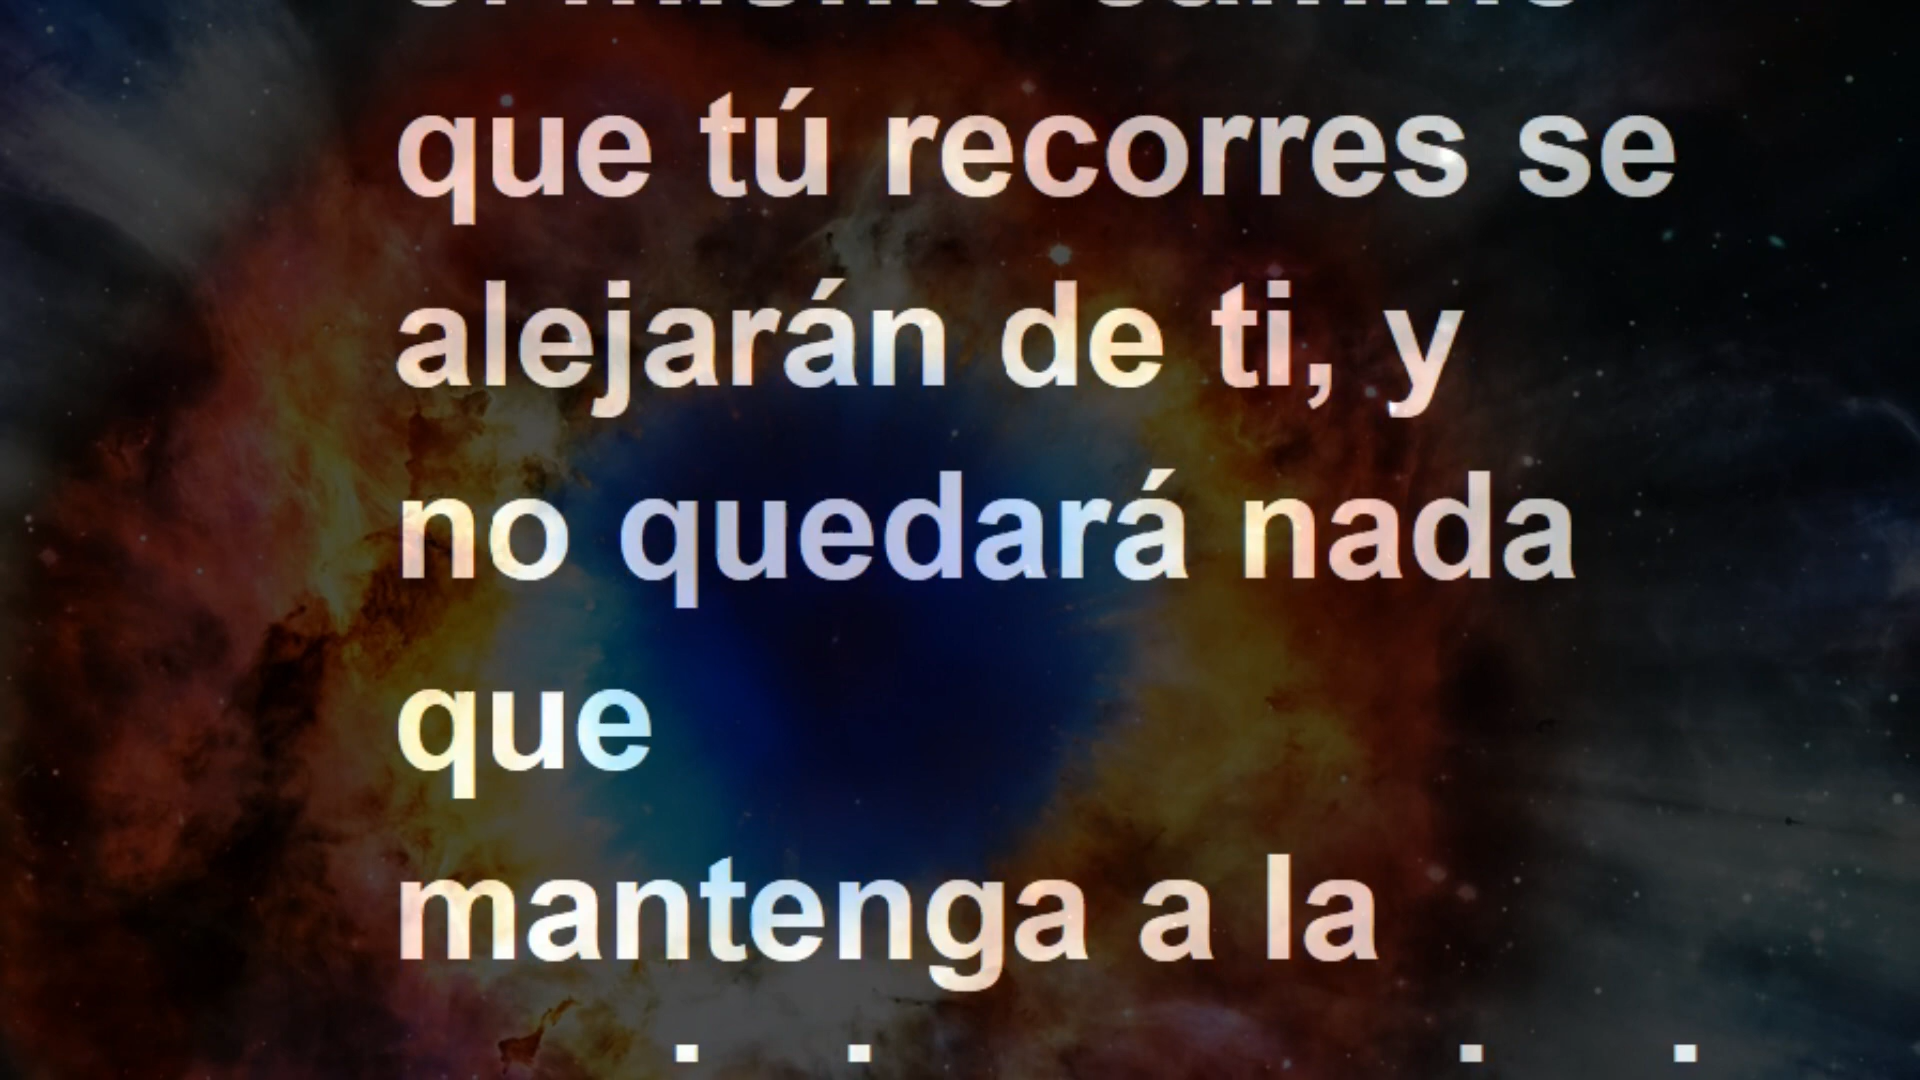 que tú recorres se
alejarán de ti, y
no quedará nada
que
mantenga a la